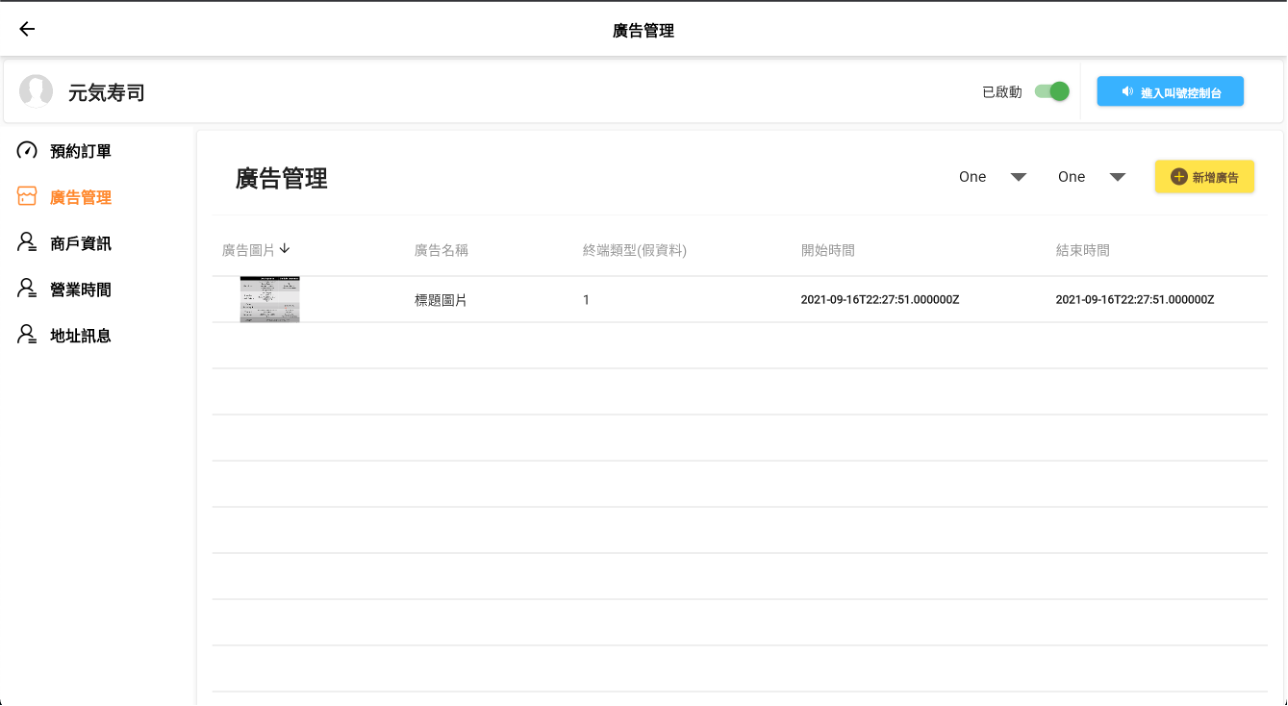 廣告管理
元気寿司
已啟動
進入叫號控制台
預約訂單
廣告管理
商戶資訊
營業時間
地址訊息
廣告管理
One
One
新增廣告
廣告圖片 廣告名稱 終端類型(假資料) 開始時間 結束時間
標題圖片 1 2021-09-16T22:27:51.000000Z 2021-09-16T22:27:51.000000Z